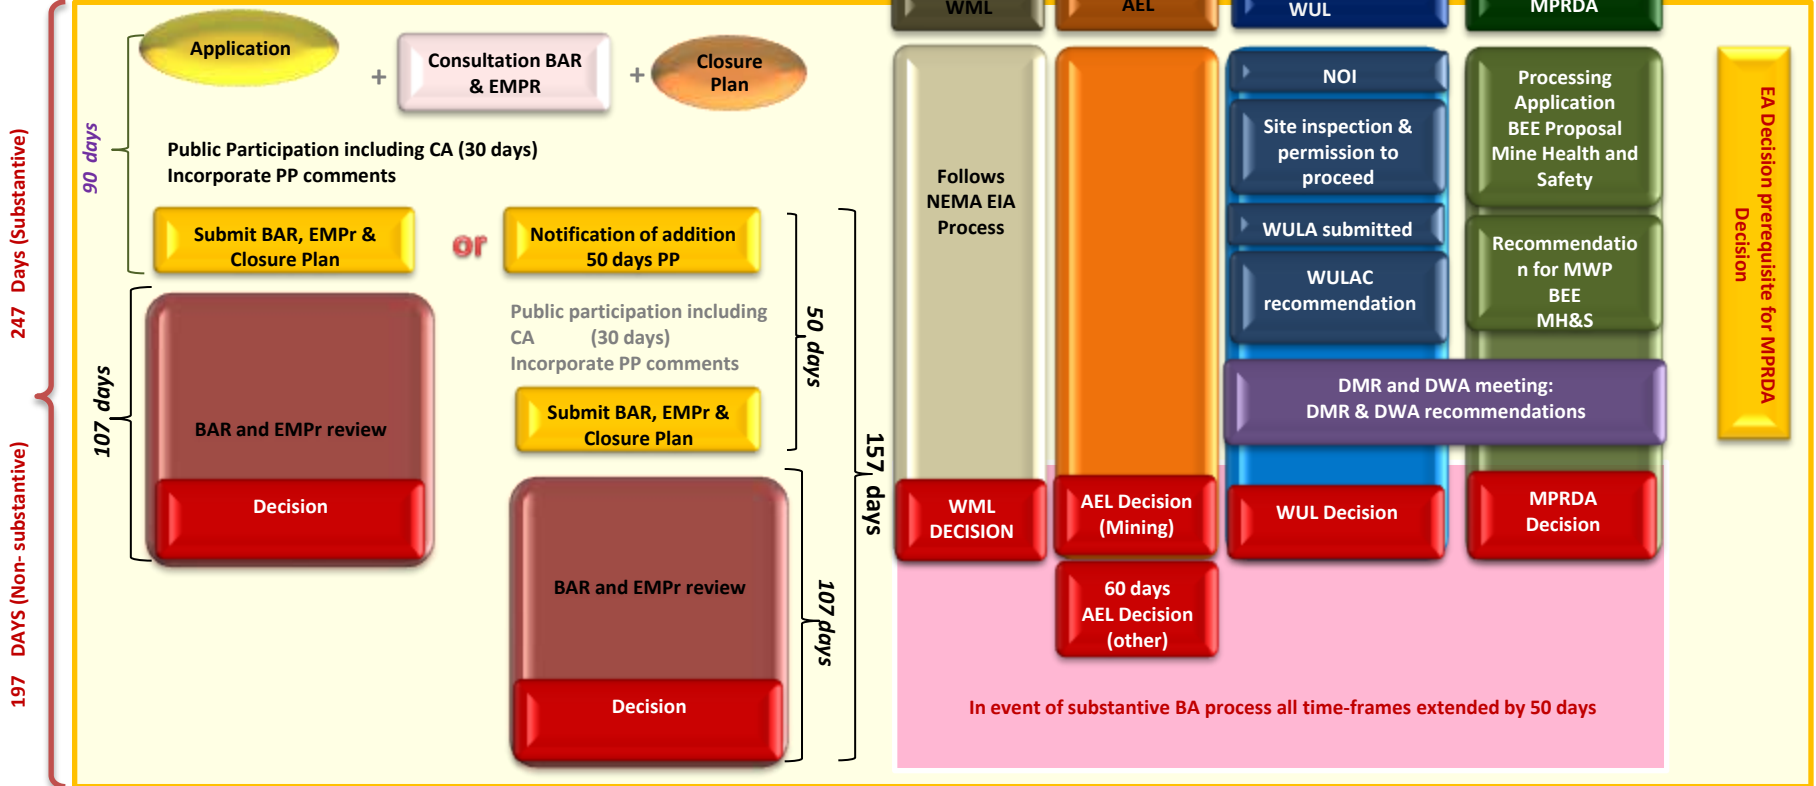 WML
AEL
WUL
MPRDA
Application
+
Consultation BAR
& EMPR
+
Closure
Plan
90 days
Public Participation including CA (30 days)
Incorporate PP comments
Submit BAR, EMPr &
Closure Plan
or
Notification of addition
50 days PP
Public participation including
CA (30 days)
Incorporate PP comments
50 days
Submit BAR, EMPr &
Closure Plan
247 Days (Substantive)
197 DAYS (Non- substantive)
107 days
BAR and EMPr review
Decision
BAR and EMPr review
Decision
107 days
157 days
Follows
NEMA EIA
Process
WML
DECISION
AEL Decision
(Mining)
60 days
AEL Decision
(other)
NOI
Site inspection &
permission to
proceed
WULA submitted
WULAC
recommendation
Processing
Application
BEE Proposal
Mine Health and
Safety
Recommendatio
n for MWP
BEE
MH&S
DMR and DWA meeting:
DMR & DWA recommendations
WUL Decision
MPRDA
Decision
In event of substantive BA process all time-frames extended by 50 days
EA Decision prerequisite for MPRDA
Decision